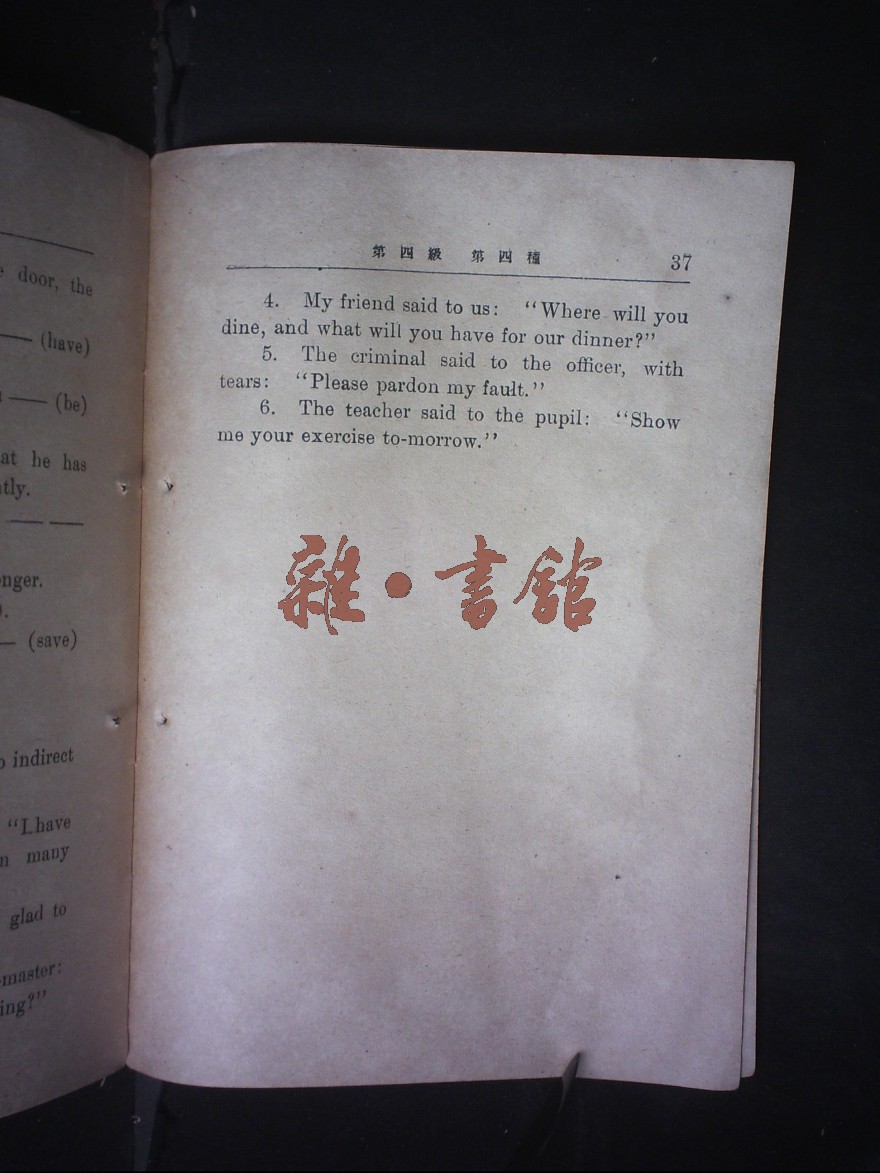 e door, the
(have)
(be)
at he has
tly.
nger.
(save)
indirect
"I have
n many
glad to
master:
ing?"
第四級 第四種 37
4. My friend said to us: "Where will you
dine, and what will you have for our dinner?"
5. The criminal said to the officer, with
tears: "Please pardon my fault."
6. The teacher said to the pupil: "Show
me your exercise to-morrow."
雜·書館